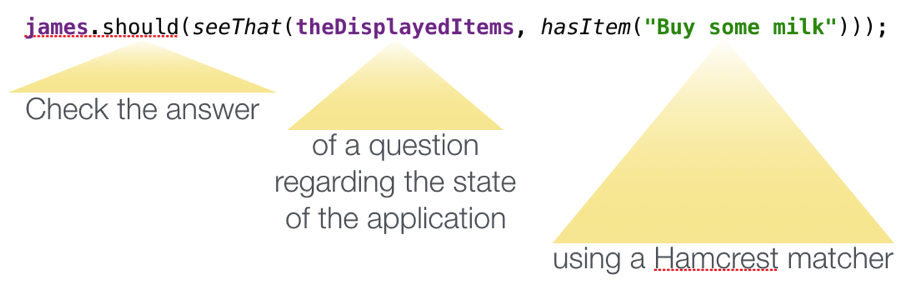 james.should(seeThat(theDisplayedItems, hasItem("Buy some milk")));
Check the answer
of a question
regarding the state
of the application
using a Hamcrest matcher